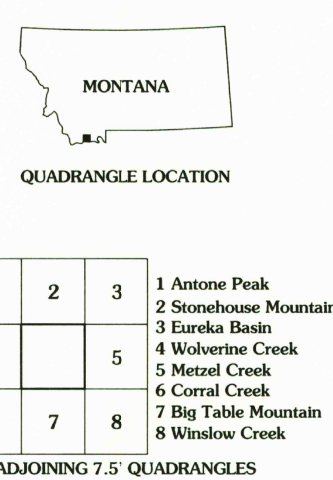 MONTANA
QUADRANGLE LOCATION
2 3
5
7 8
1 Antone Peak
2 Stonehouse Mountain
3 Eureka Basin
4 Wolverine Creek
5 Metzel Creek
6 Corral Creek
7 Big Table Mountain
8 Winslow Creek
ADJOINING 7.5' QUADRANGLES